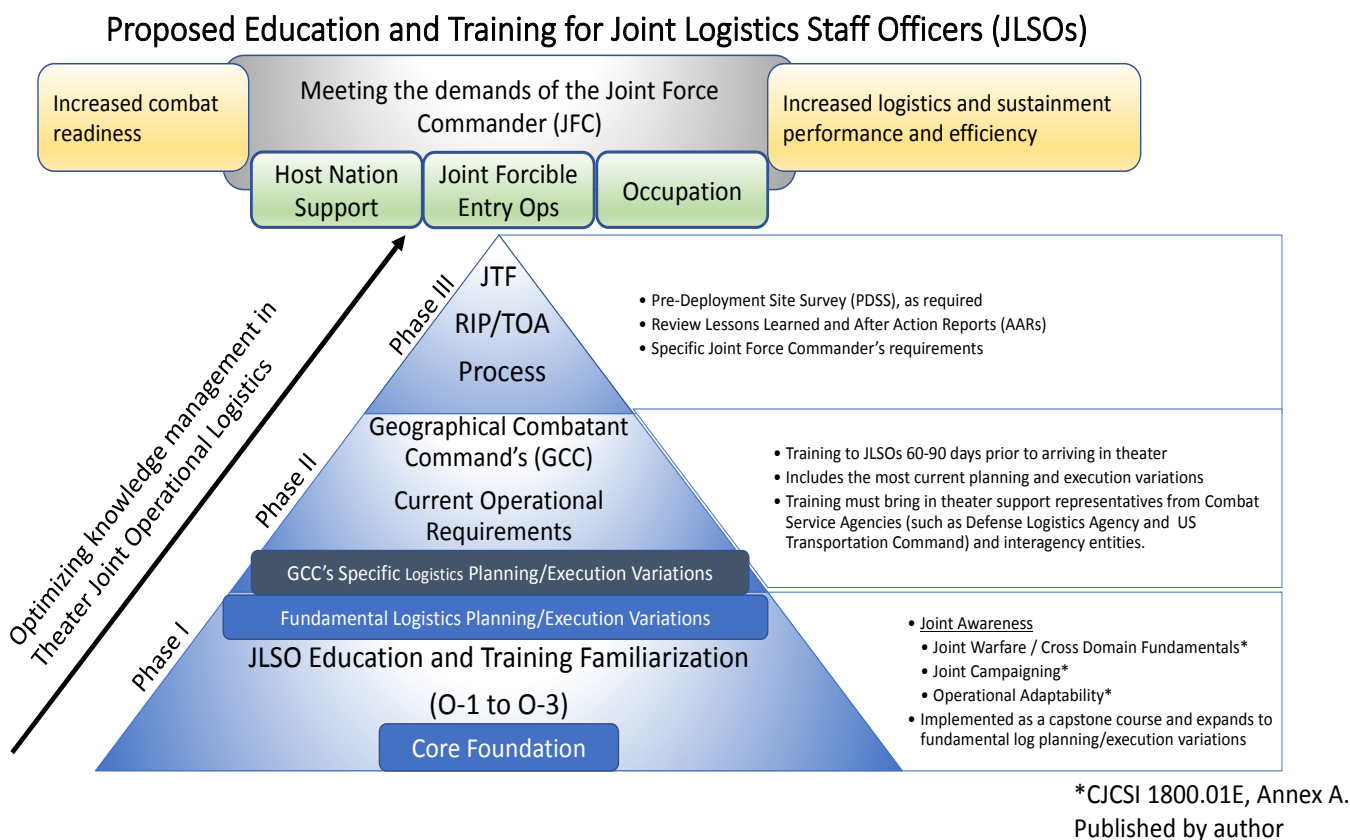 Proposed Education and Training for Joint Logistics Staff Officers (JLSOs)
Increased combat
readiness
Meeting the demands of the Joint Force
Commander (JFC)
Increased logistics and sustainment
performance and efficiency
Host Nation
Support
Joint Forcible
Entry Ops
Occupation
Optimizing knowledge management in
Theater Joint Operational Logistics
Phase III
JTF
RIP/TOA
Process
• Pre-Deployment Site Survey (PDSS), as required
• Review Lessons Learned and After Action Reports (AARs)
• Specific Joint Force Commander's requirements
Phase II
Geographical Combatant
Command's (GCC)
Current Operational
Requirements
GCC's Specific Logistics Planning/Execution Variations
• Training to JLSOs 60-90 days prior to arriving in theater
• Includes the most current planning and execution variations
• Training must bring in theater support representatives from Combat
Service Agencies (such as Defense Logistics Agency and US
Transportation Command) and interagency entities.
Phase I
Fundamental Logistics Planning/Execution Variations
JLSO Education and Training Familiarization
(O-1 to O-3)
Core Foundation
• Joint Awareness
• Joint Warfare / Cross Domain Fundamentals*
• Joint Campaigning*
• Operational Adaptability*
• Implemented as a capstone course and expands to
fundamental log planning/execution variations
*CJCSI 1800.01E, Annex A.
Published by author